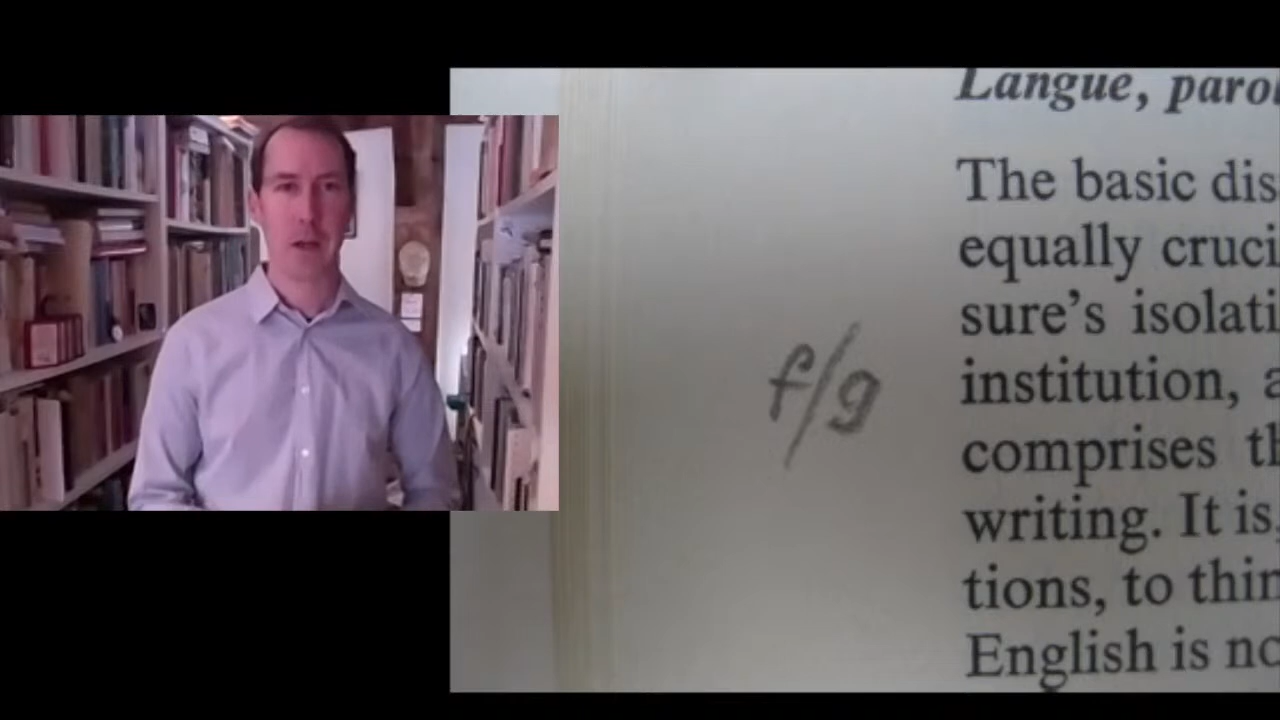 Langue, parol
The basic dis
equally cruci
sure's isolati
f/g
institution, a
comprises th
writing. It is,
tions, to thin
English is no